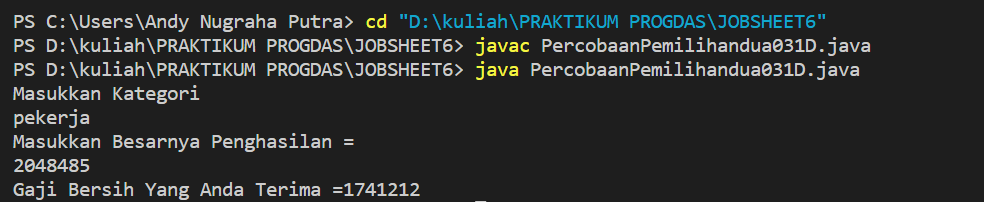 PS C:\Users\Andy Nugraha Putra> cd "D:\kuliah\PRAKTIKUM PROGDAS\JOBSHEET6"
PS D:\kuliah\PRAKTIKUM PROGDAS\JOBSHEET6> javac PercobaanPemilihandua031D.java
PS D:\kuliah\PRAKTIKUM PROGDAS\JOBSHEET6> java PercobaanPemilihandua031D.java
Masukkan Kategori
pekerja
Masukkan Besarnya Penghasilan =
2048485
Gaji Bersih Yang Anda Terima =1741212